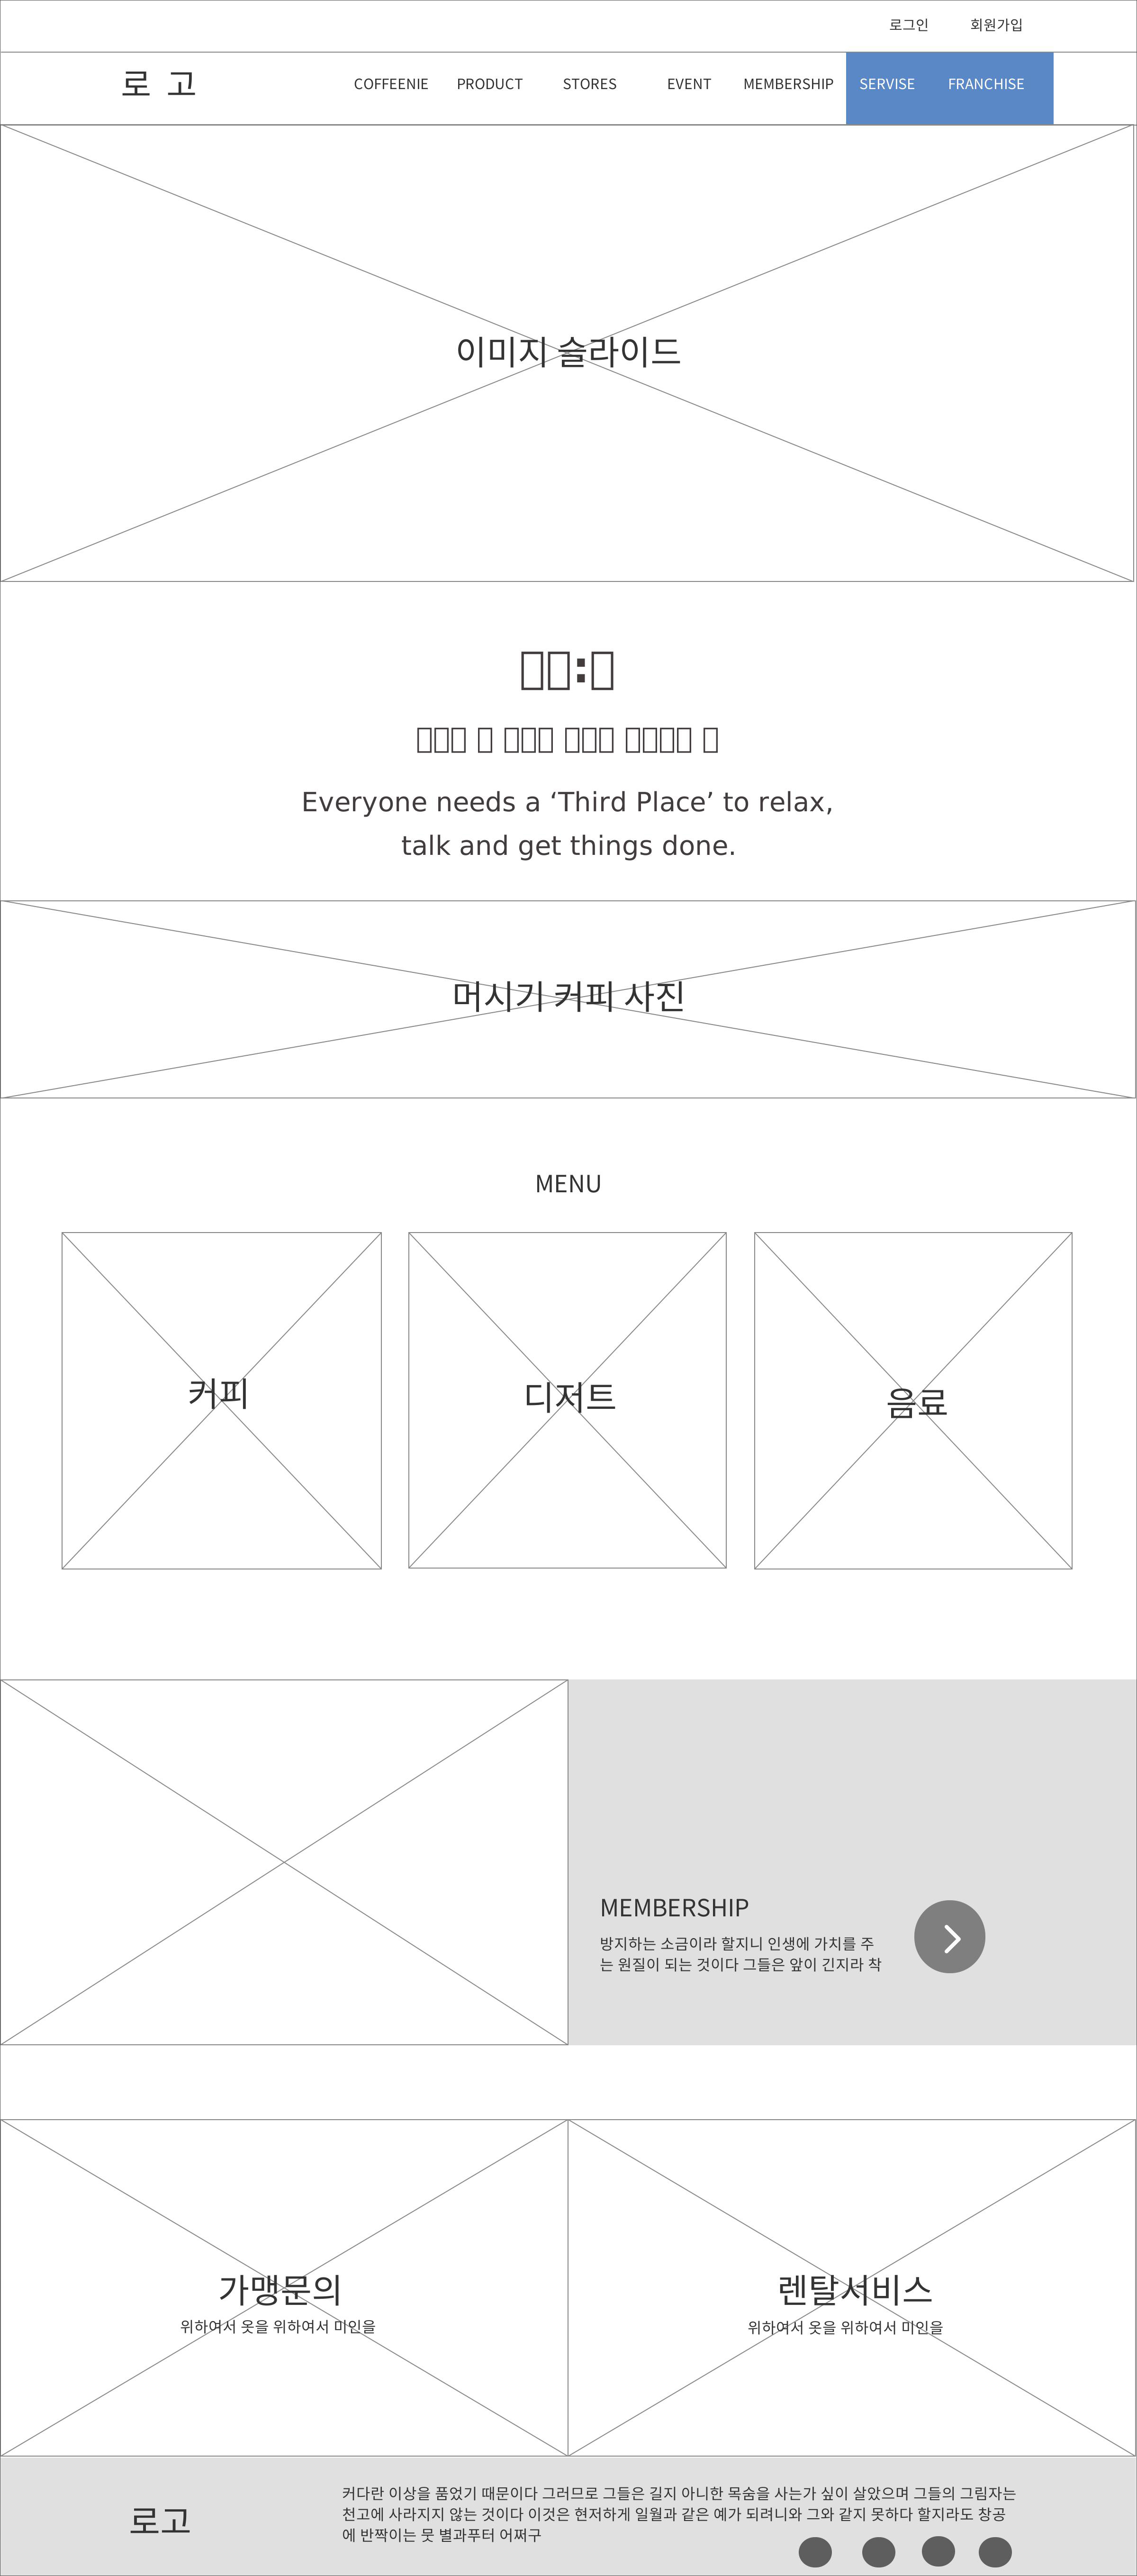 로그인 회원가입
로 고 COFFEENIE PRODUCT STORES EVENT MEMBERSHIP SERVISE FRANCHISE
이미지 슬라이드
Everyone needs a ‘Third Place’ to relax,
talk and get things done.
머시기 커피 사진
MENU
커피 디저트 음료
MEMBERSHIP
방지하는 소금이라 할지니 인생에 가치를 주
는 원질이 되는 것이다 그들은 앞이 긴지라 착
가맹문의
위하여서 옷을 위하여서 미인을
렌탈서비스
위하여서 옷을 위하여서 미인을
로고
커다란 이상을 품었기 때문이다 그러므로 그들은 길지 아니한 목숨을 사는가 싶이 살았으며 그들의 그림자는
천고에 사라지지 않는 것이다 이것은 현저하게 일월과 같은 예가 되려니와 그와 같지 못하다 할지라도 창공
에 반짝이는 뭇 별과푸터 어쩌구